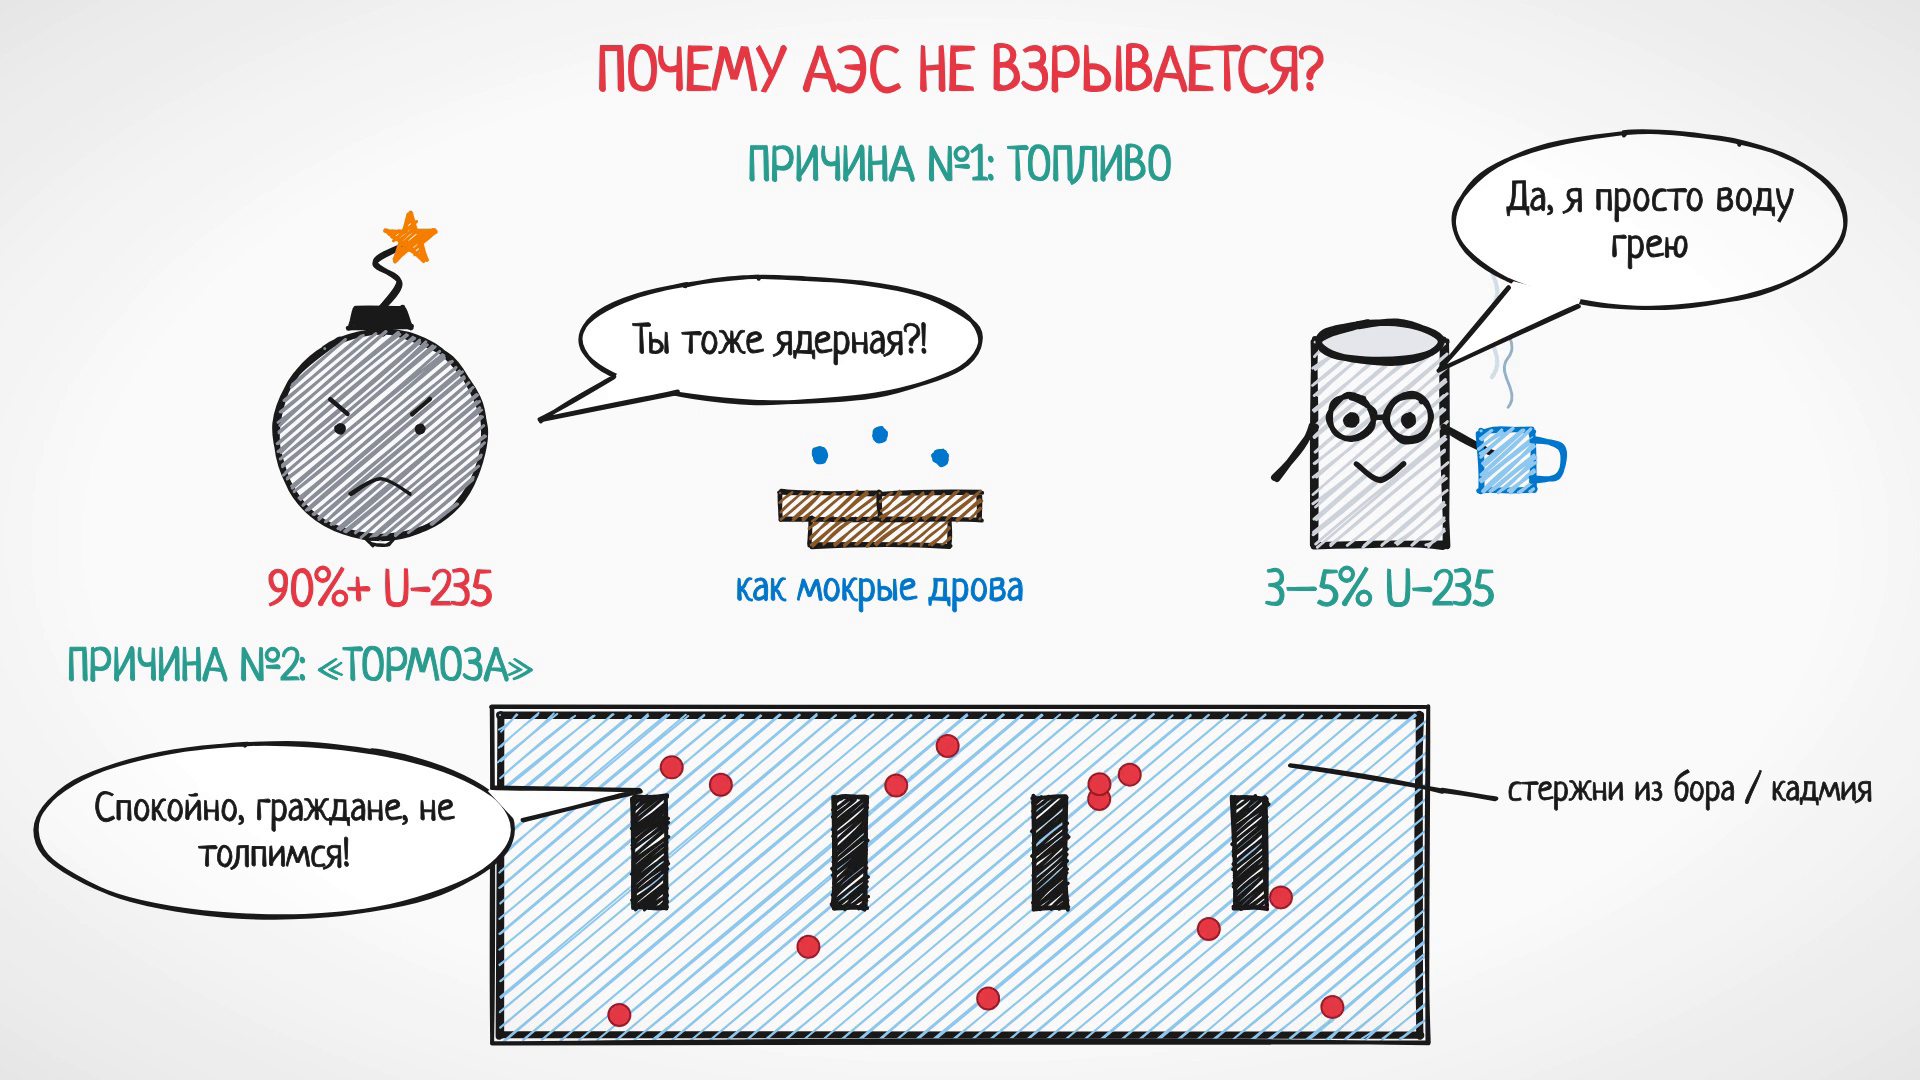 ПОЧЕМУ АЭС НЕ ВЗРЫВАЕТСЯ?
ПРИЧИНА №1: ТОПЛИВО
Да, я просто воду
грею
Ты тоже ядерная?!
90%+ U-235
как мокрые дрова
3—5% U-235
ПРИЧИНА №2: «ТОРМОЗА»
Спокойно, граждане, не
толпимся!
стержни из бора / кадмия